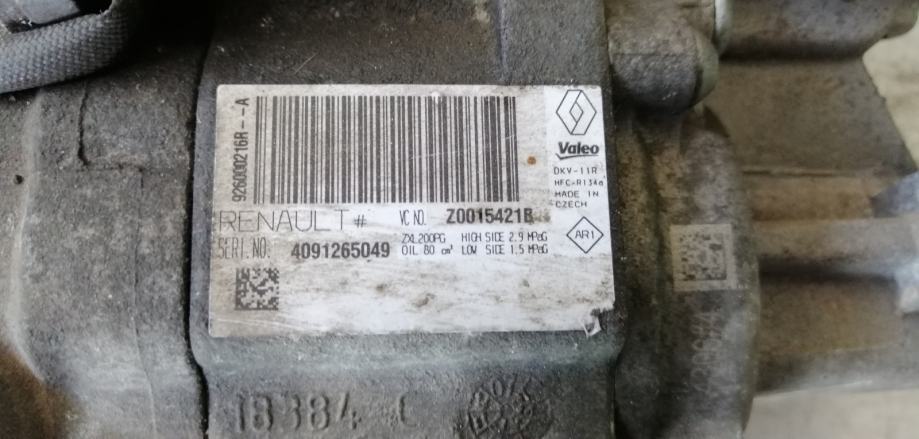 926000216R--A
Valeo
DKV-11R
HFC-R134a
MADE IN
CZECH
RENAULT # VC NO. Z0015421B
SERI.NO. 4091265049 ZXL200PG HIGH SIDE 2.9 MPaG
OIL 80 cm³ LOW SIDE 1.5 MPaG
AR1
18384